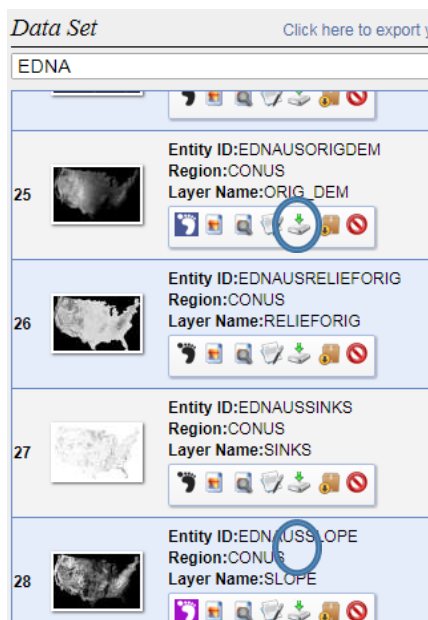 Data Set
Click here to export y
EDNA
Entity ID:EDNAUSORIGDEM
Region:CONUS
25
Layer Name:ORIG_DEM
Entity ID:EDNAUSRELIEFORIG
Region:CONUS
26
Layer Name:RELIEFORIG
Entity ID:EDNAUSSINKS
Region:CONUS
27
Layer Name:SINKS
Entity ID:EDNAUSSLOPE
Region:CONUS
28
Layer Name:SLOPE